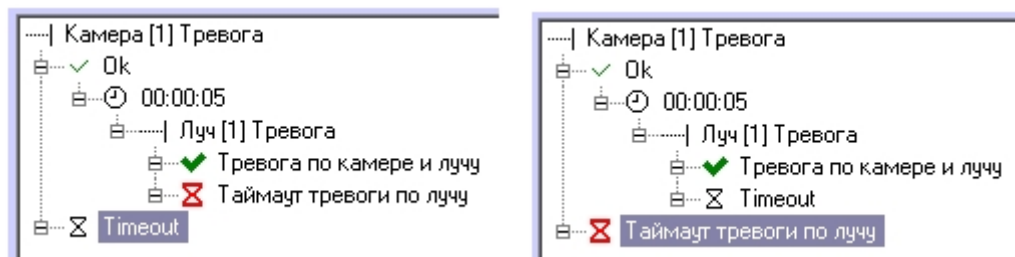 Камера [1] Тревога
Ok
00:00:05
Луч [1] Тревога
Тревога по камере и лучу
Таймаут тревоги по лучу
Timeout
Камера [1] Тревога
Ok
00:00:05
Луч [1] Тревога
Тревога по камере и лучу
Timeout
Таймаут тревоги по лучу